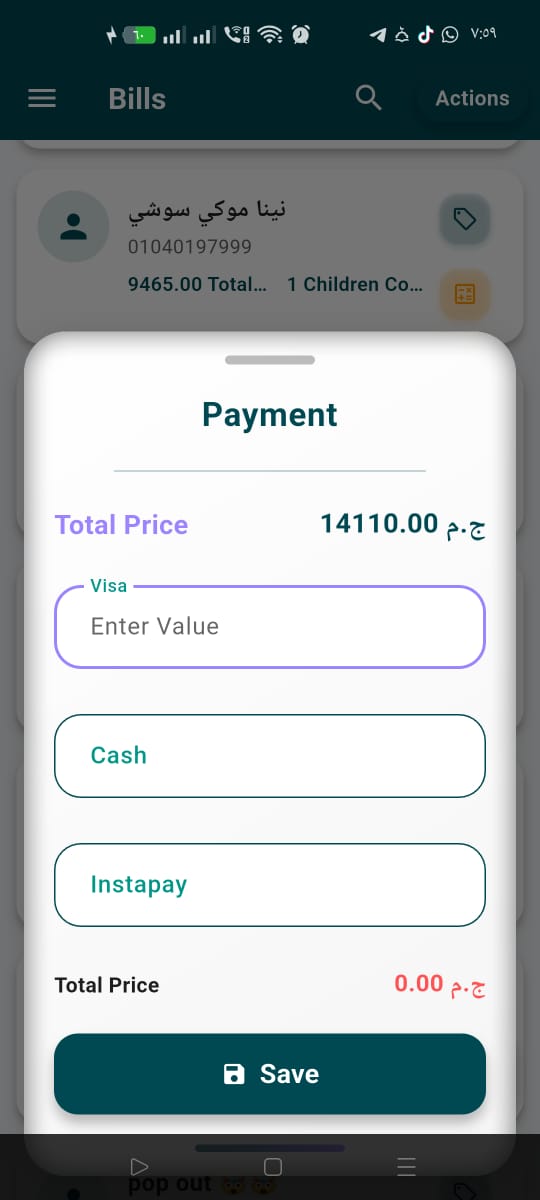 ٦٠
٧:٥٩
Bills
Actions
نينا موكي سوشي
01040197999
9465.00 Total... 1 Children Co...
Payment
Total Price
14110.00 ج.م
Visa
Enter Value
Cash
Instapay
Total Price
0.00 ج.م
Save
pop out 🤯🤯